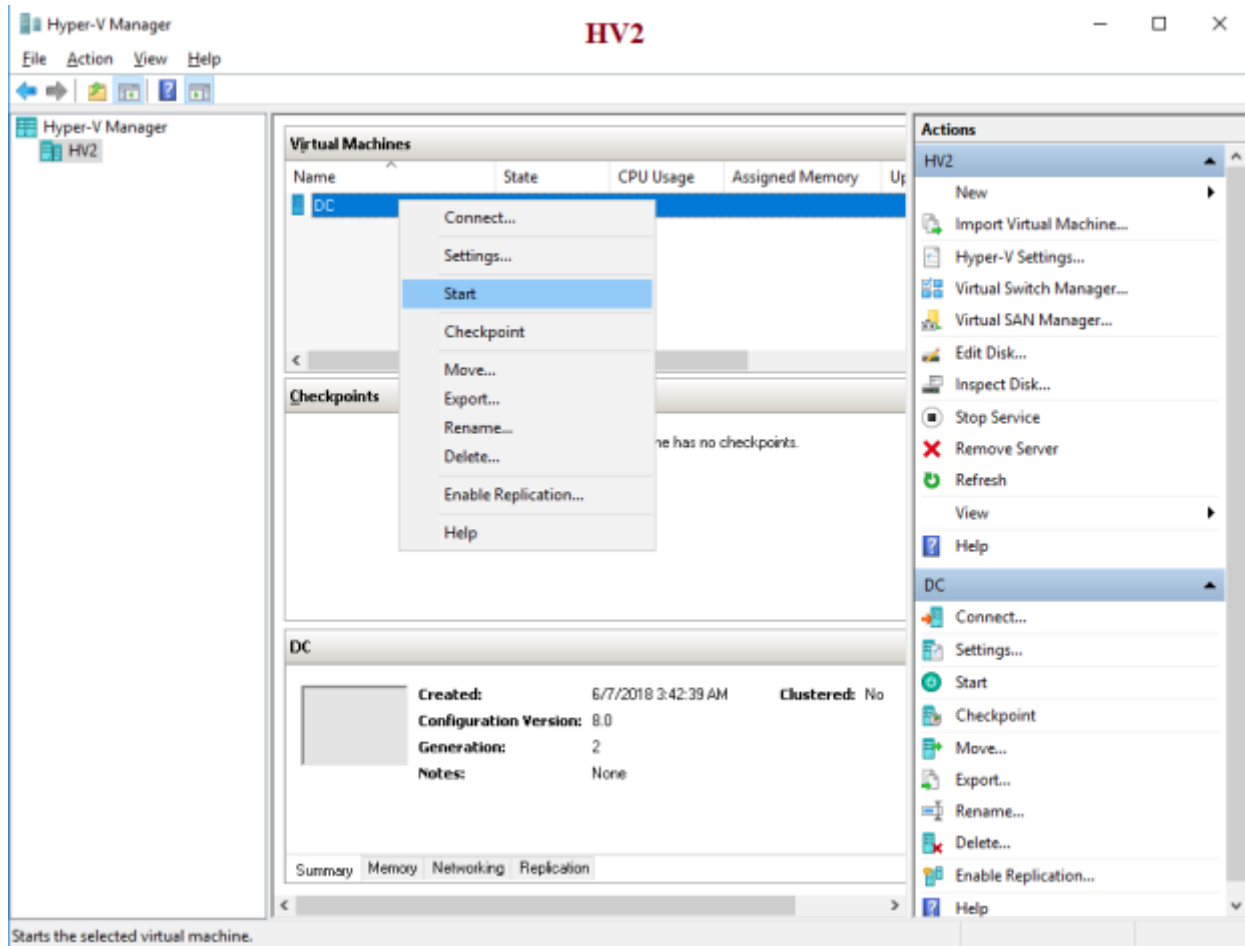 Hyper-V Manager
HV2
File Action View Help
Hyper-V Manager
HV2
Virtual Machines
Name State CPU Usage Assigned Memory
DC
Connect...
Settings...
Start
Checkpoint
Move...
Export...
Rename...
Delete...
Enable Replication...
Help
Checkpoints
has no checkpoints.
DC
Created: 6/7/2018 3:42:39 AM Clustered: No
Configuration Version: 8.0
Generation: 2
Notes: None
Summary Memory Networking Replication
Actions
HV2
New
Import Virtual Machine...
Hyper-V Settings...
Virtual Switch Manager...
Virtual SAN Manager...
Edit Disk...
Inspect Disk...
Stop Service
Remove Server
Refresh
View
Help
DC
Connect...
Settings...
Start
Checkpoint
Move...
Export...
Rename...
Delete...
Enable Replication...
Help
Starts the selected virtual machine.